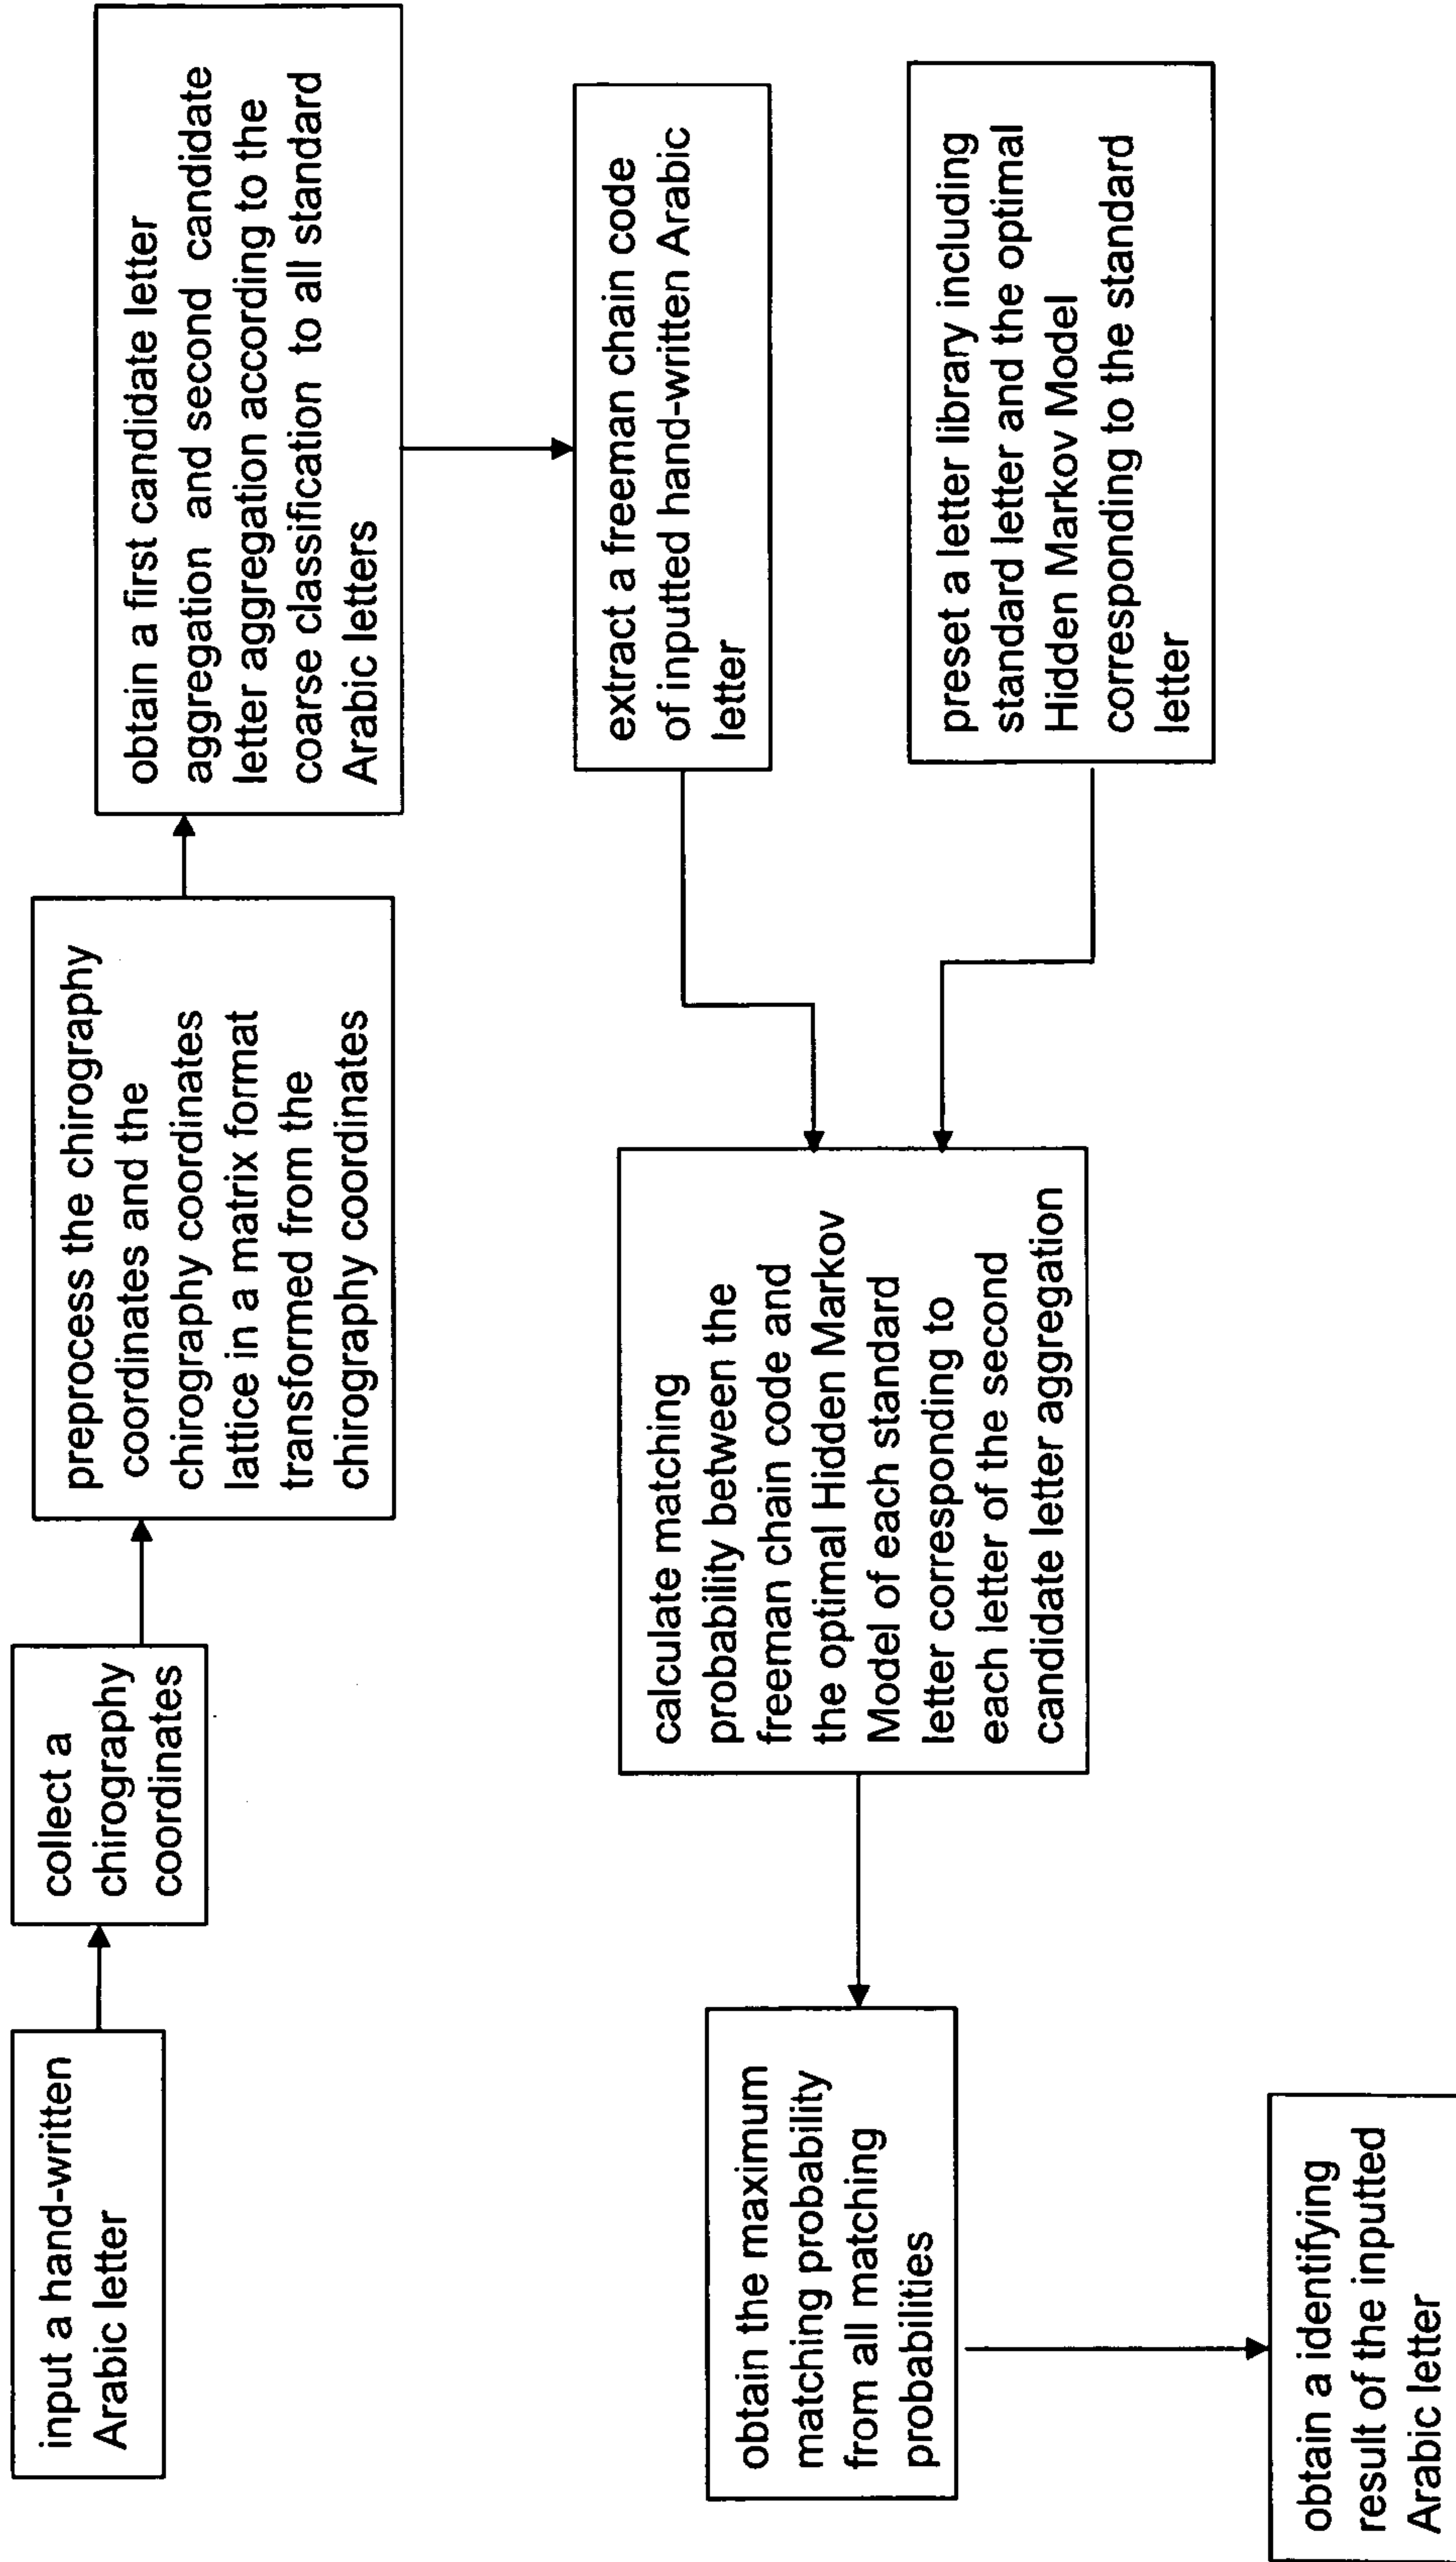 input a hand-written
Arabic letter
collect a
chirography
coordinates
preprocess the chirography
coordinates and the
chirography coordinates
lattice in a matrix format
transformed from the
chirography coordinates
obtain a first candidate letter
aggregation and second candidate
letter aggregation according to the
coarse classification to all standard
Arabic letters
extract a freeman chain code
of inputted hand-written Arabic
letter
preset a letter library including
standard letter and the optimal
Hidden Markov Model
corresponding to the standard
letter
calculate matching
probability between the
freeman chain code and
the optimal Hidden Markov
Model of each standard
letter corresponding to
each letter of the second
candidate letter aggregation
obtain the maximum
matching probability
from all matching
probabilities
obtain a identifying
result of the inputted
Arabic letter